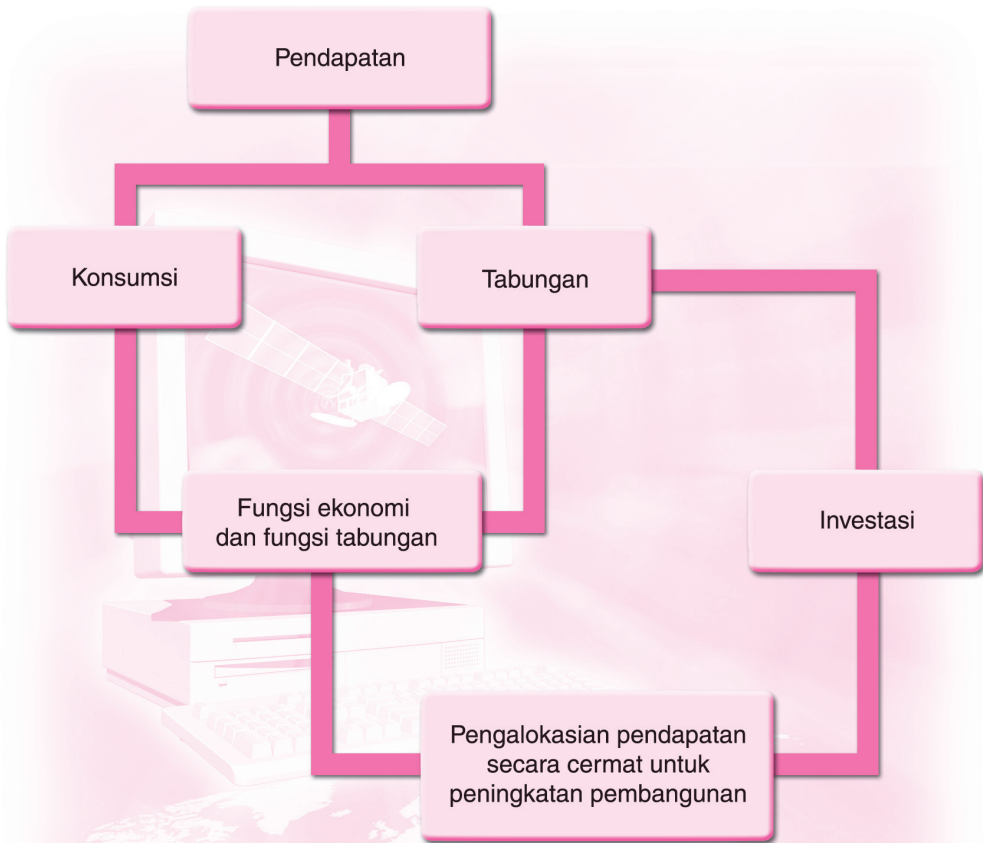 Pendapatan
Konsumsi
Tabungan
Fungsi ekonomi
dan fungsi tabungan
Investasi
Pengalokasian pendapatan
secara cermat untuk
peningkatan pembangunan